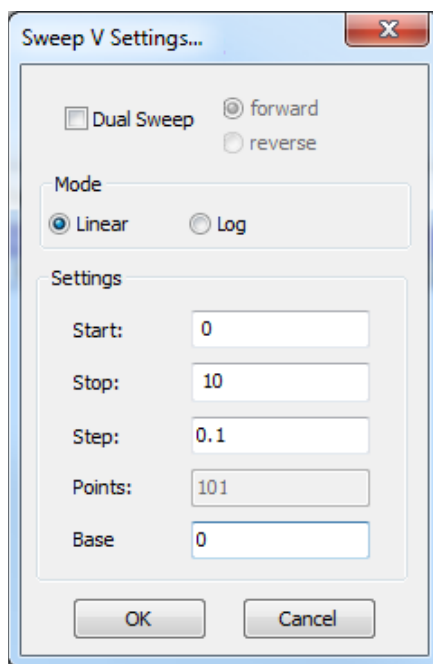 Sweep V Settings...
Dual Sweep
forward
reverse
Mode
Linear Log
Settings
Start: 0
Stop: 10
Step: 0.1
Points: 101
Base 0
OK Cancel